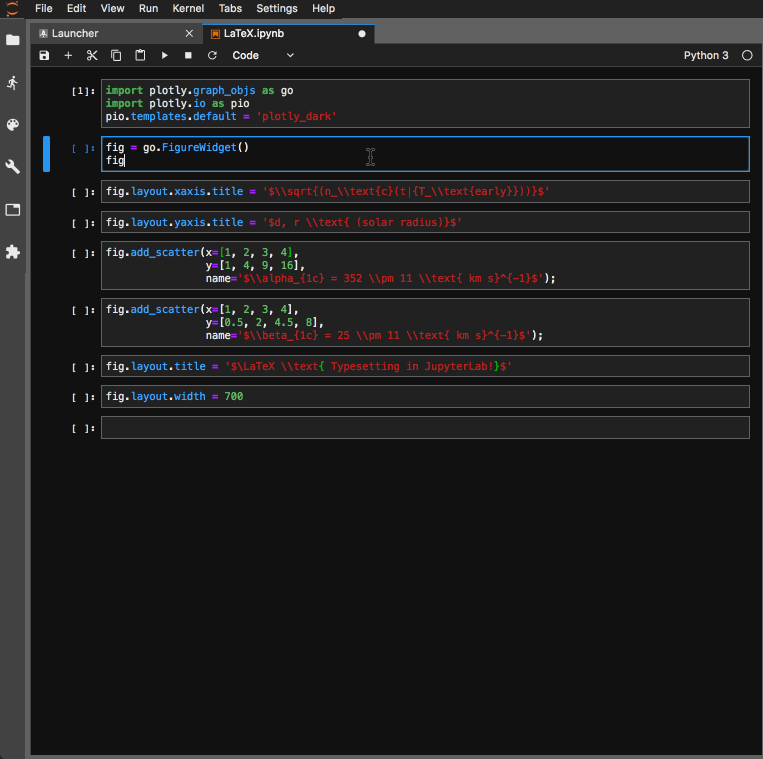 File Edit View Run Kernel Tabs Settings Help
Launcher × LaTeX.ipynb
Code Python 3
[1]: import plotly.graph_objs as go
import plotly.io as pio
pio.templates.default = 'plotly_dark'
[ ]: fig = go.FigureWidget()
fig
[ ]: fig.layout.xaxis.title = '$\\sqrt{(n_\\text{c}(t|{T_\\text{early}}))}$'
[ ]: fig.layout.yaxis.title = '$d, r \\text{ (solar radius)}$'
[ ]: fig.add_scatter(x=[1, 2, 3, 4],
y=[1, 4, 9, 16],
name='$\\alpha_{1c} = 352 \\pm 11 \\text{ km s}^{-1}$');
[ ]: fig.add_scatter(x=[1, 2, 3, 4],
y=[0.5, 2, 4.5, 8],
name='$\\beta_{1c} = 25 \\pm 11 \\text{ km s}^{-1}$');
[ ]: fig.layout.title = '$\LaTeX \\text{ Typesetting in JupyterLab!}$'
[ ]: fig.layout.width = 700
[ ]: